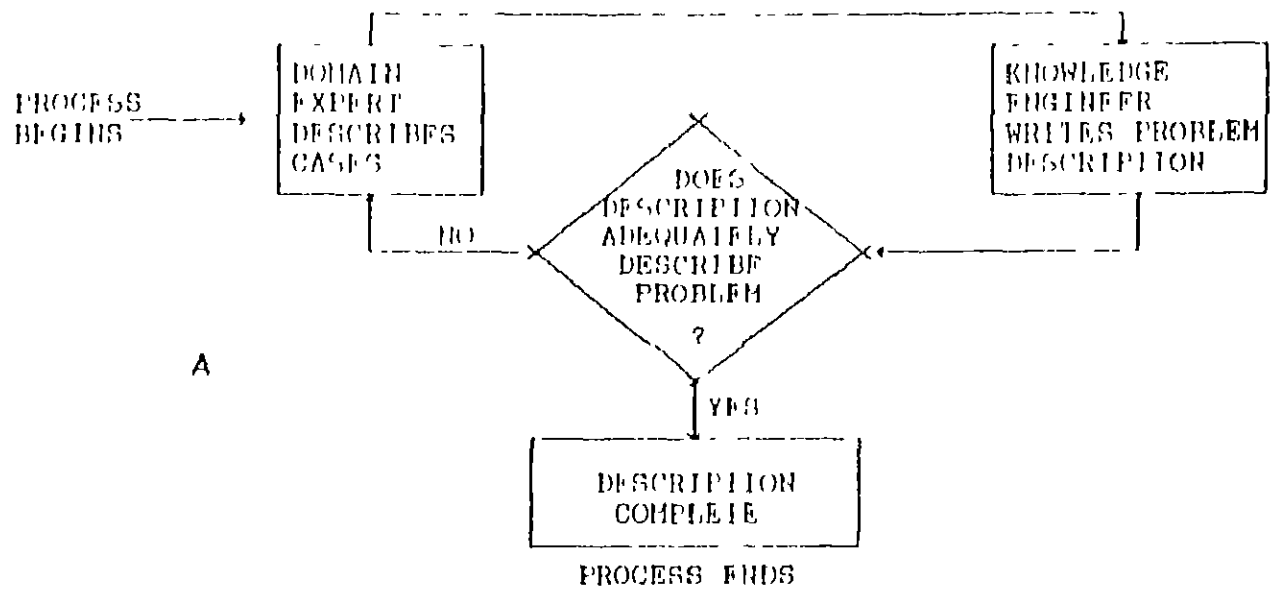 PROCESS
BEGINS
DOMAIN
EXPERT
DESCRIBES
CASES
KNOWLEDGE
ENGINEER
WRITES PROBLEM
DESCRIPTION
DOES
DESCRIPTION
ADEQUATELY
DESCRIBE
PROBLEM
?
NO
A
YES
DESCRIPTION
COMPLETE
PROCESS ENDS